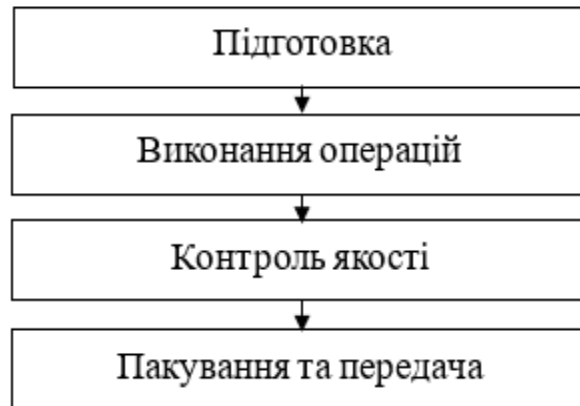 Підготовка
Виконання операцій
Контроль якості
Пакування та передача